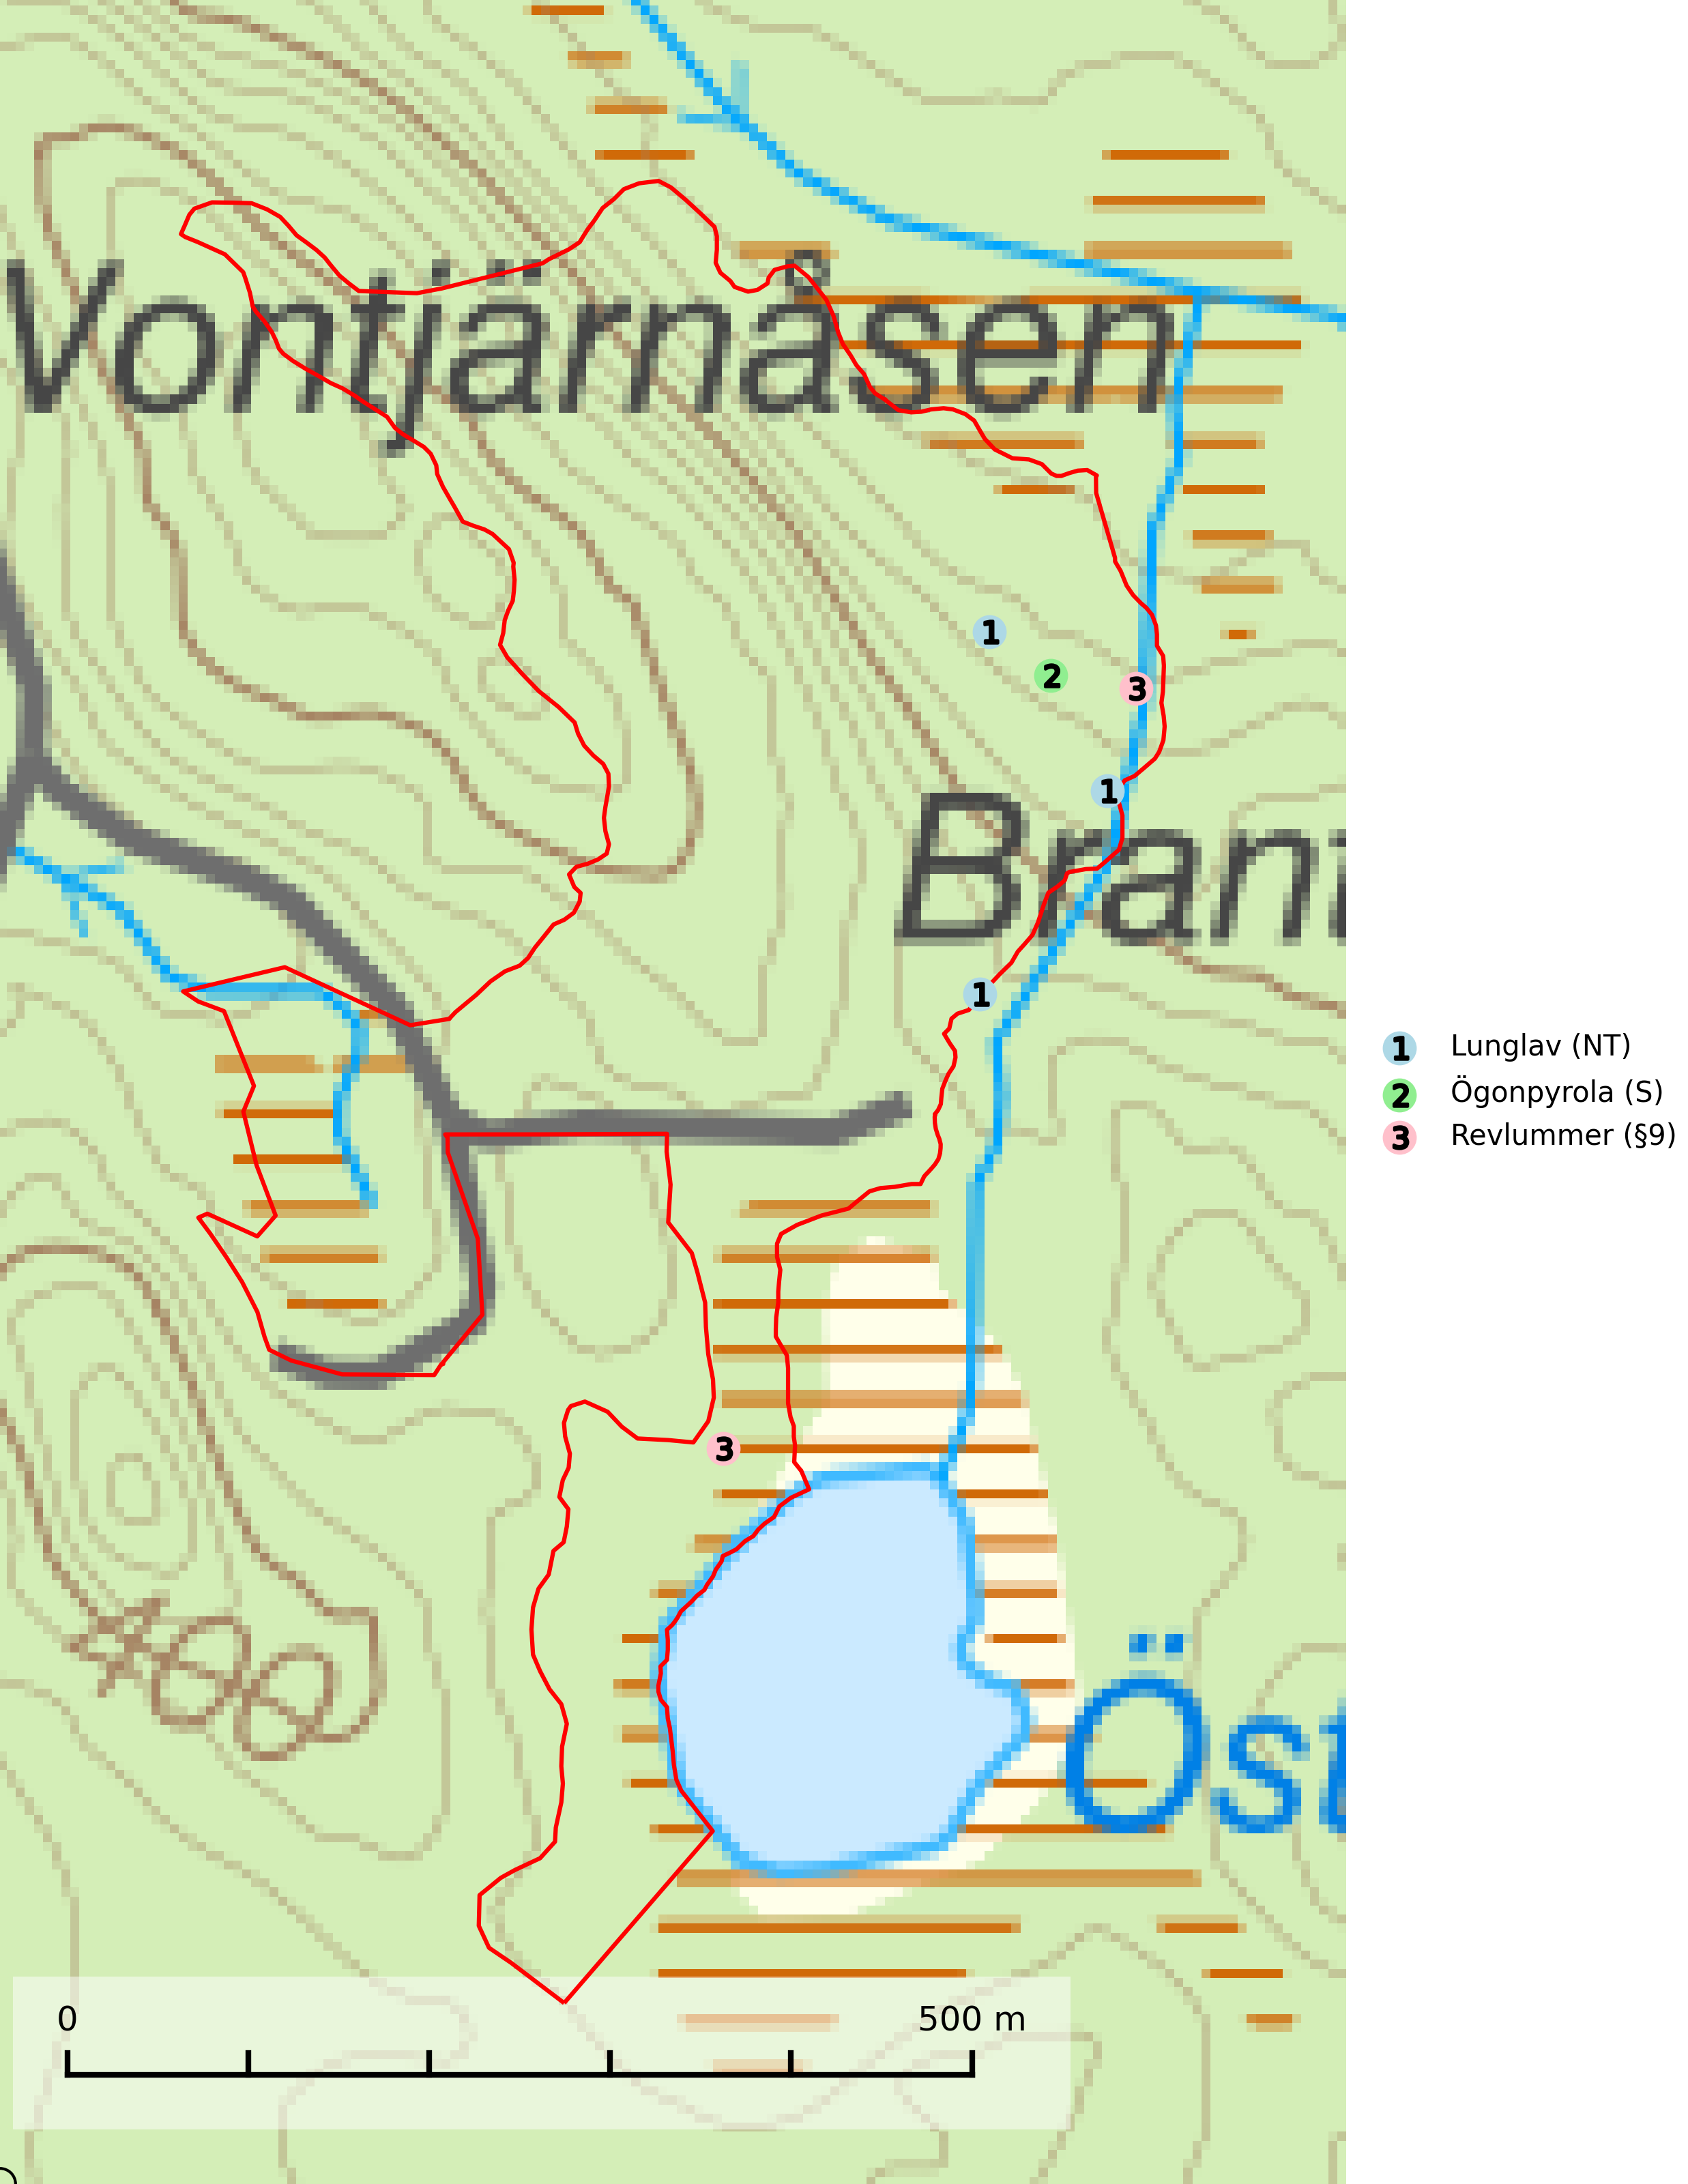 Vontjärnåsen
1
2
3
1
Bran
1
1 Lunglav (NT)
2 Ögonpyrola (S)
3 Revlummer (§9)
3
Öst
0 500 m